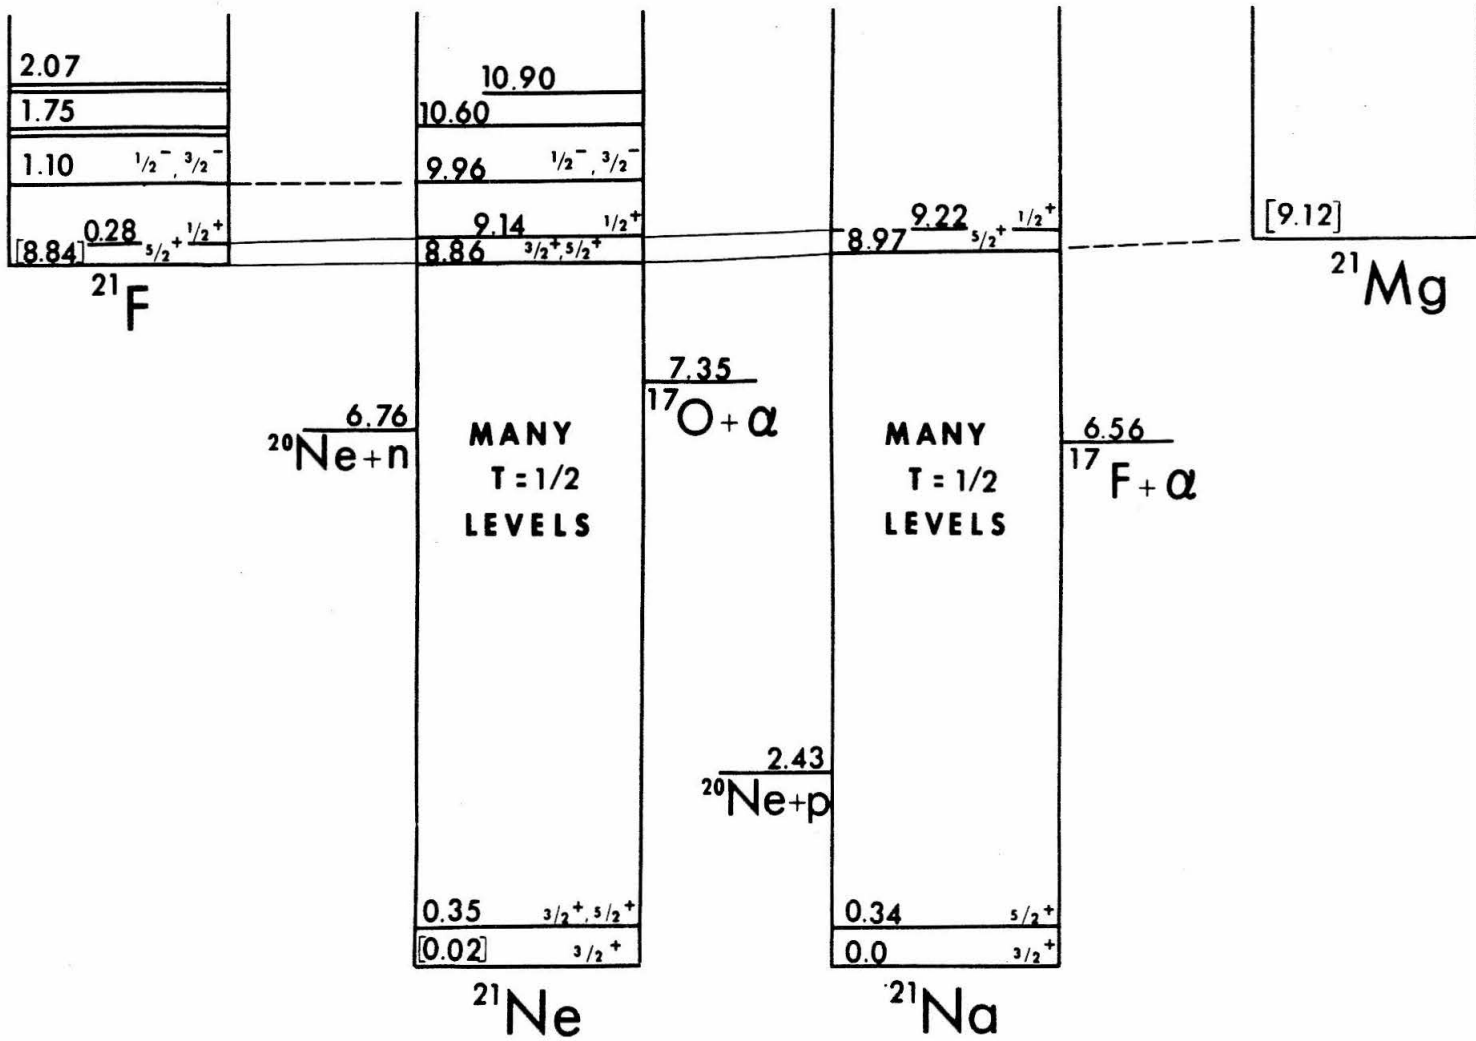 2.07
1.75
1.10 1/2⁻, 3/2⁻
[8.84] 0.28 5/2⁺ 1/2⁺
²¹F
10.90
10.60
9.96 1/2⁻, 3/2⁻
9.14 1/2⁺
8.86 3/2⁺, 5/2⁺
6.76
²⁰Ne+n
7.35
¹⁷O+α
MANY
T = 1/2
LEVELS
0.35 3/2⁺, 5/2⁺
[0.02] 3/2⁺
²¹Ne
9.22 1/2⁺
8.97 5/2⁺
MANY
T = 1/2
LEVELS
6.56
¹⁷F+α
2.43
²⁰Ne+p
0.34 5/2⁺
0.0 3/2⁺
²¹Na
[9.12]
²¹Mg